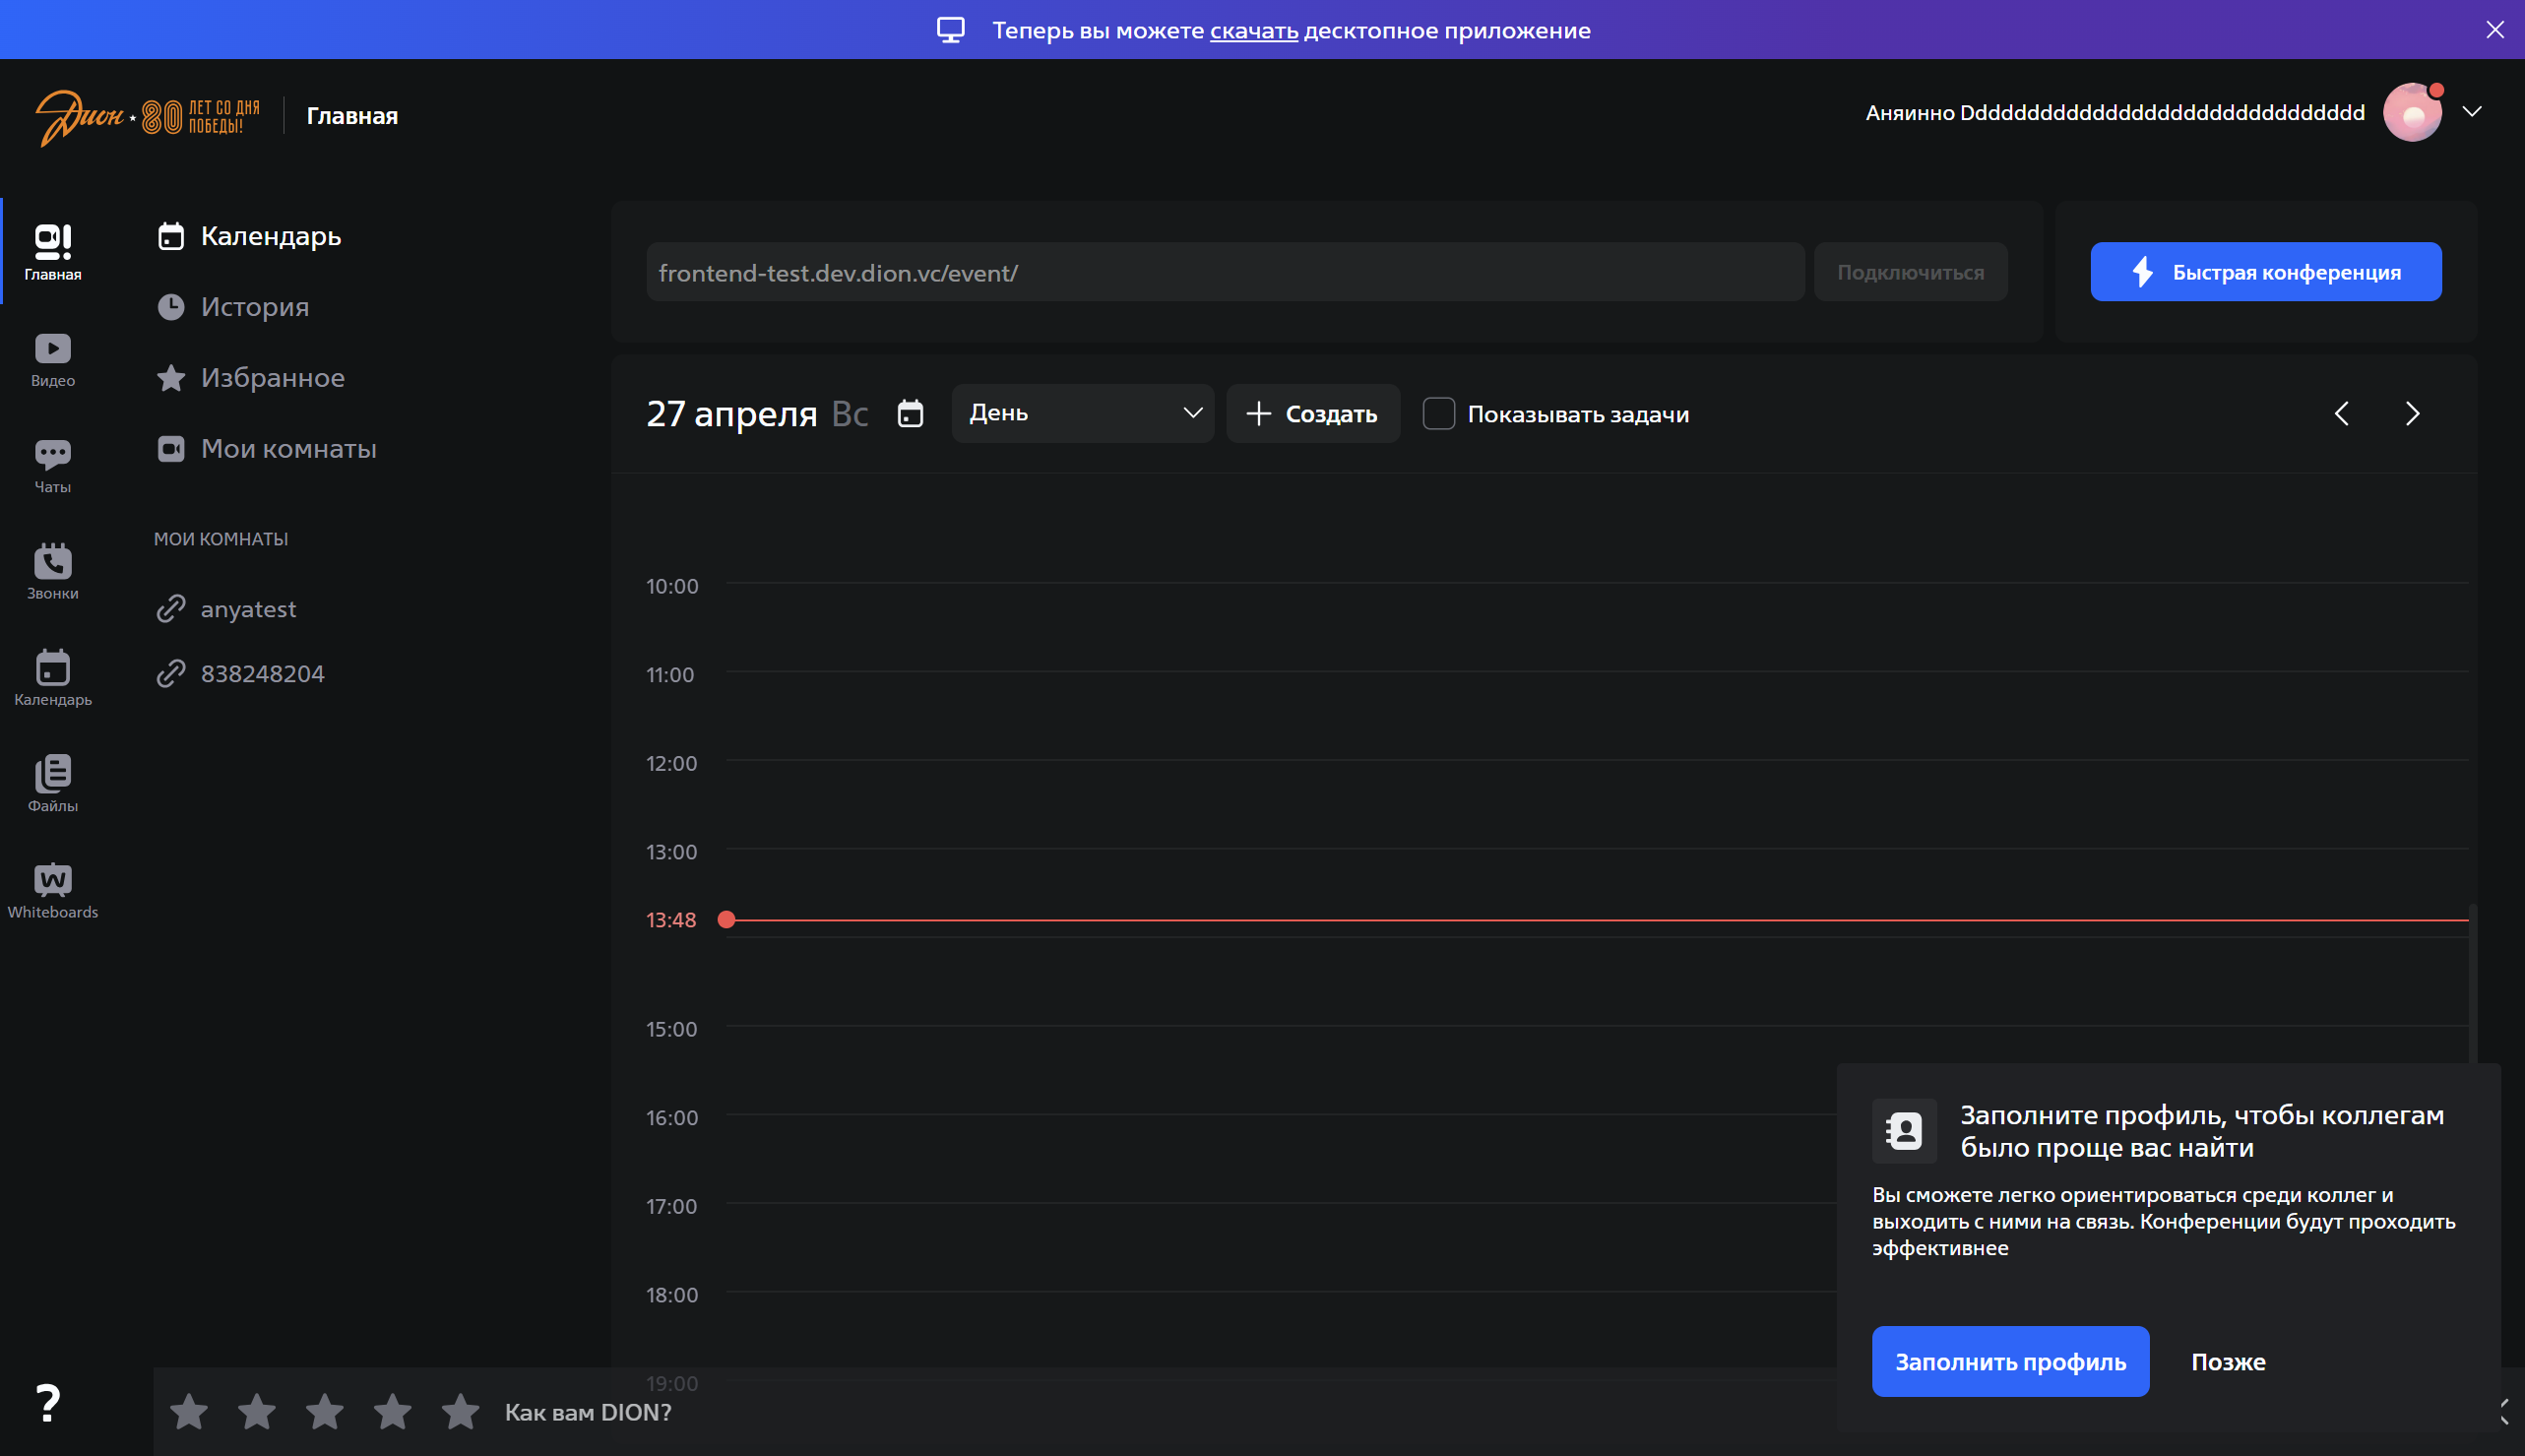 Теперь вы можете скачать десктопное приложение
Дион 80 ЛЕТ СО ДНЯ ПОБЕДЫ!
Главная
Аняинно Dddddddddddddddddddddddddddddd
Главная
Видео
Чаты
Звонки
Календарь
Файлы
Whiteboards
Календарь
История
Избранное
Мои комнаты
МОИ КОМНАТЫ
anyatest
838248204
frontend-test.dev.dion.vc/event/
Подключиться
Быстрая конференция
27 апреля Вс
День
Создать
Показывать задачи
10:00
11:00
12:00
13:00
13:48
15:00
16:00
17:00
18:00
19:00
Заполните профиль, чтобы коллегам
было проще вас найти
Вы сможете легко ориентироваться среди коллег и
выходить с ними на связь. Конференции будут проходить
эффективнее
Заполнить профиль
Позже
?
Как вам DION?